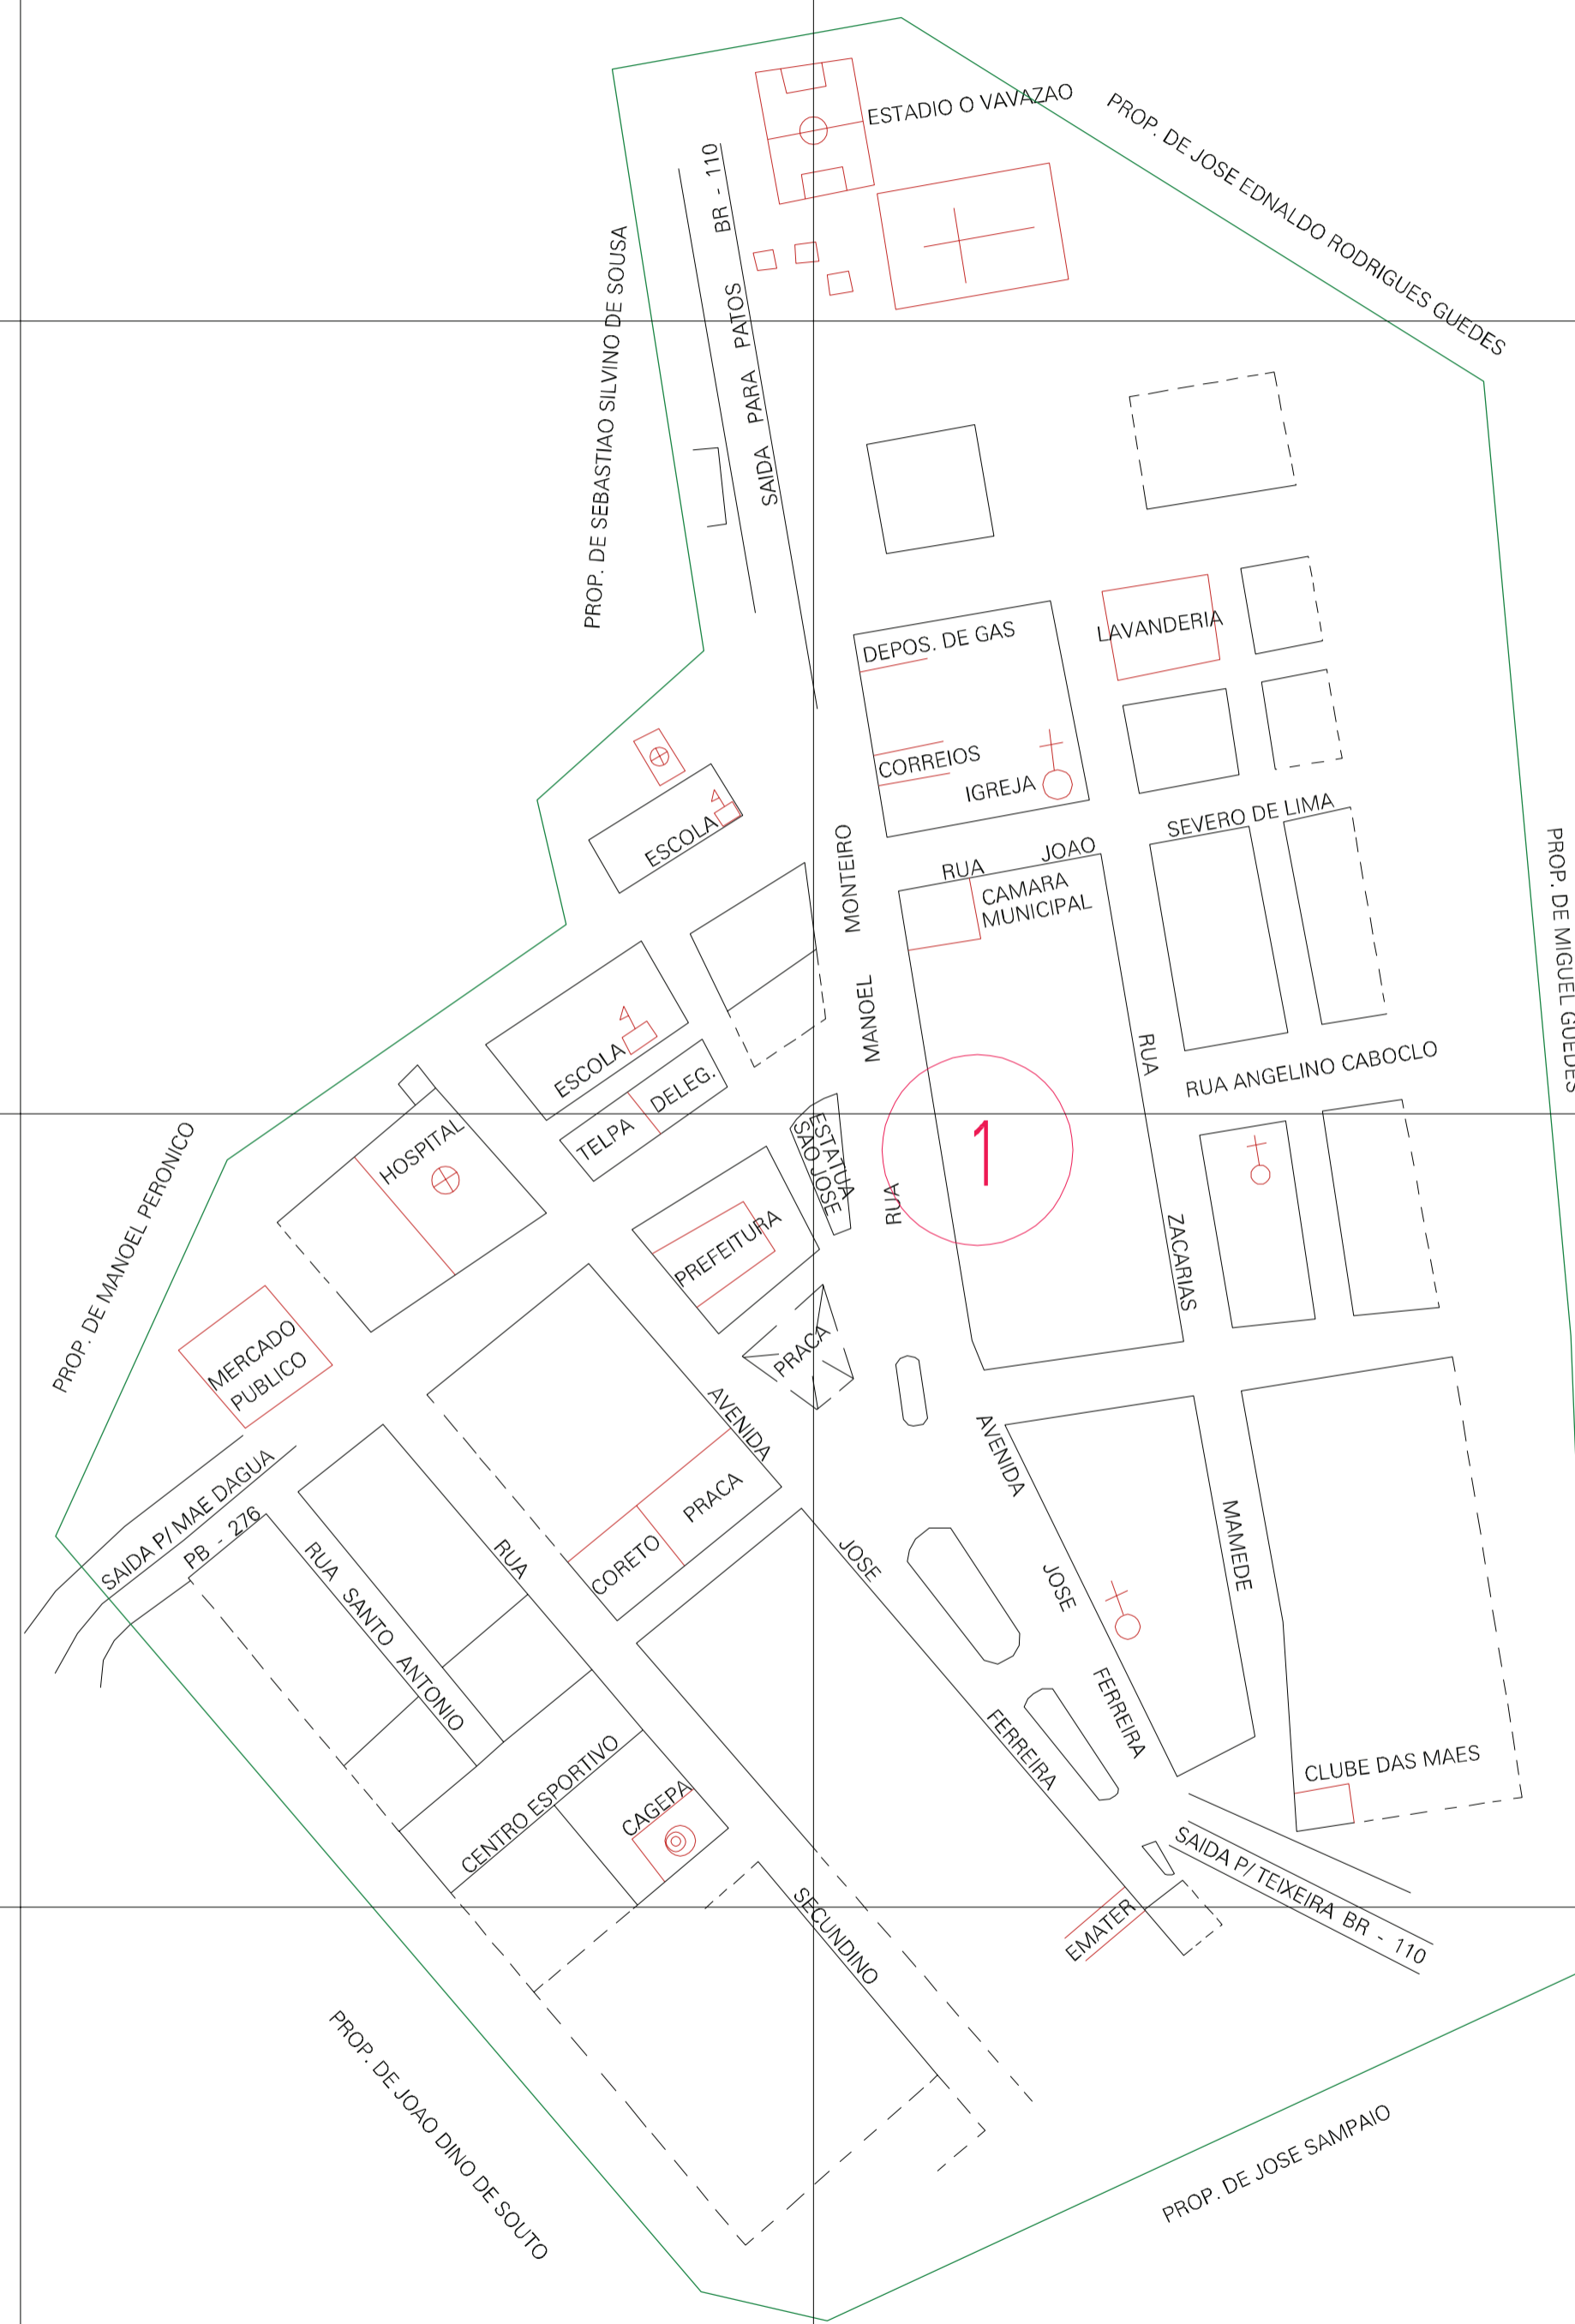 ESTADIO O VAVAZAO
PROP. DE JOSE EDNALDO RODRIGUES GUEDES
BR - 110
SAIDA PARA PATOS
PROP. DE SEBASTIAO SILVINO DE SOUSA
DEPOS. DE GAS
LAVANDERIA
CORREIOS
IGREJA
ESCOLA
SEVERO DE LIMA
RUA JOAO
CAMARA
MUNICIPAL
PROP. DE MIGUEL GUEDES
RUA MANOEL MONTEIRO
ESCOLA
TELPA
DELEG.
RUA ANGELINO CABOCLO
HOSPITAL
ESTATUA
SAO JOSE
1
RUA ZACARIAS MAMEDE
PREFEITURA
PROP. DE MANOEL PERONICO
MERCADO
PUBLICO
PRACA
AVENIDA JOSE FERREIRA
AVENIDA JOSE FERREIRA
PRACA
CORETO
SAIDA P/ MAE DAGUA
PB - 276
RUA SANTO ANTONIO
RUA SECUNDINO
CENTRO ESPORTIVO
CAGEPA
CLUBE DAS MAES
SAIDA P/ TEIXEIRA BR - 110
EMATER
PROP. DE JOAO DINO DE SOUTO
PROP. DE JOSE SAMPAIO